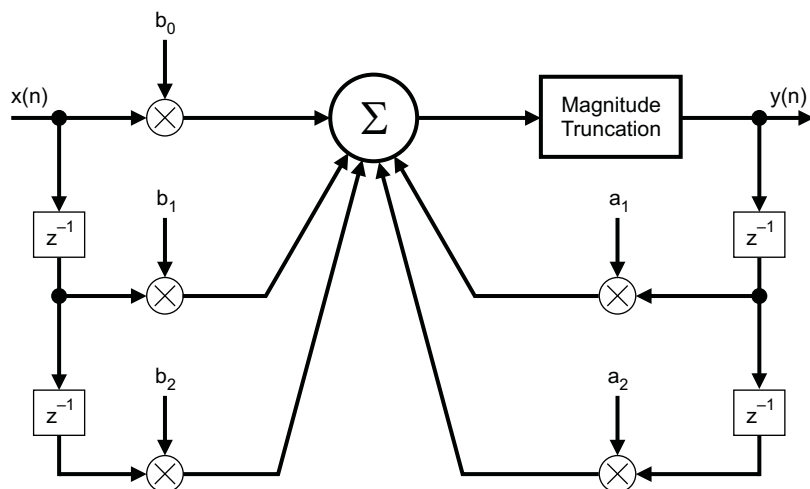 b₀
x(n)
Σ
Magnitude
Truncation
y(n)
z⁻¹
b₁
a₁
z⁻¹
z⁻¹
b₂
a₂
z⁻¹